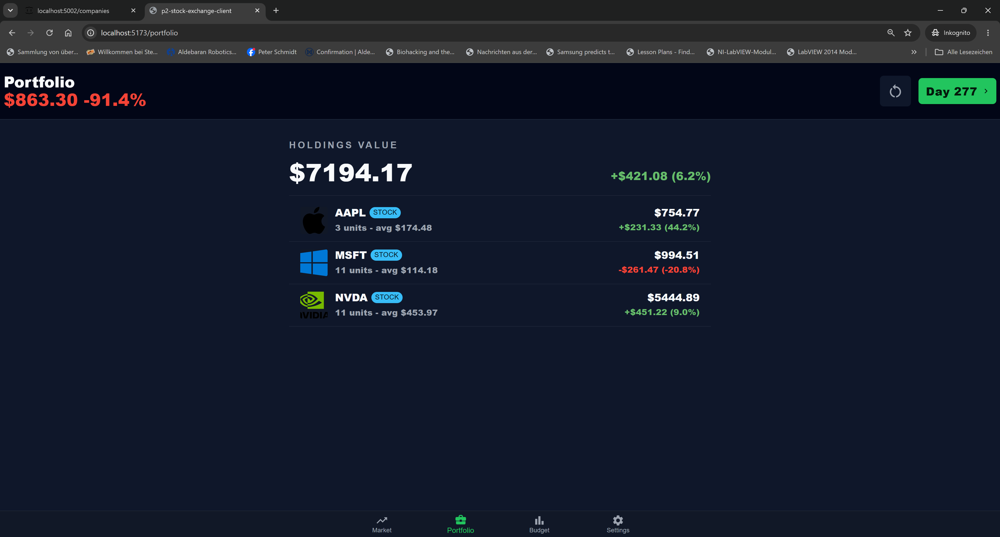 localhost:5002/companies
p2-stock-exchange-client
localhost:5173/portfolio
Inkognito
Sammlung von über...
Willkommen bei Ste...
Aldebaran Robotics...
Peter Schmidt
Confirmation | Alde...
Biohacking and the...
Nachrichten aus der...
Samsung predicts t...
Lesson Plans - Find...
NI-LabVIEW-Modul...
LabVIEW 2014 Mod...
Alle Lesezeichen
Portfolio
$863.30 -91.4%
Day 277
HOLDINGS VALUE
$7194.17
+$421.08 (6.2%)
AAPL STOCK
$754.77
3 units - avg $174.48
+$231.33 (44.2%)
MSFT STOCK
$994.51
11 units - avg $114.18
-$261.47 (-20.8%)
NVDA STOCK
$5444.89
NVIDIA
11 units - avg $453.97
+$451.22 (9.0%)
Market
Portfolio
Budget
Settings